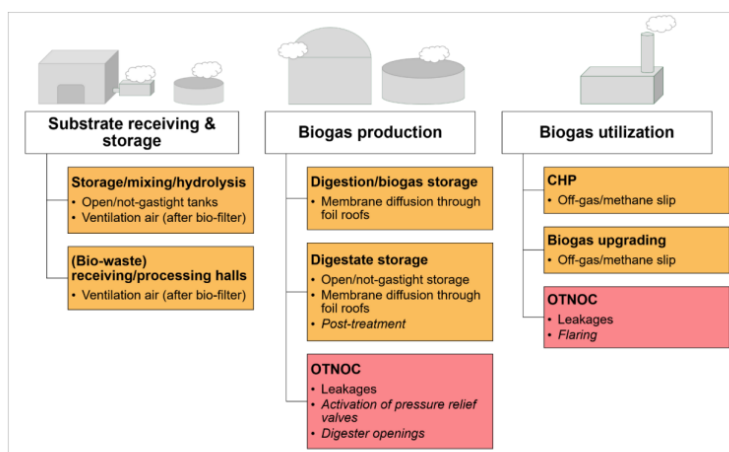 Substrate receiving &
storage
Storage/mixing/hydrolysis
• Open/not-gastight tanks
• Ventilation air (after bio-filter)
(Bio-waste)
receiving/processing halls
• Ventilation air (after bio-filter)
Biogas production
Digestion/biogas storage
• Membrane diffusion through
foil roofs
Digestate storage
• Open/not-gastight storage
• Membrane diffusion through
foil roofs
• Post-treatment
OTNOC
• Leakages
• Activation of pressure relief
valves
• Digester openings
Biogas utilization
CHP
• Off-gas/methane slip
Biogas upgrading
• Off-gas/methane slip
OTNOC
• Leakages
• Flaring